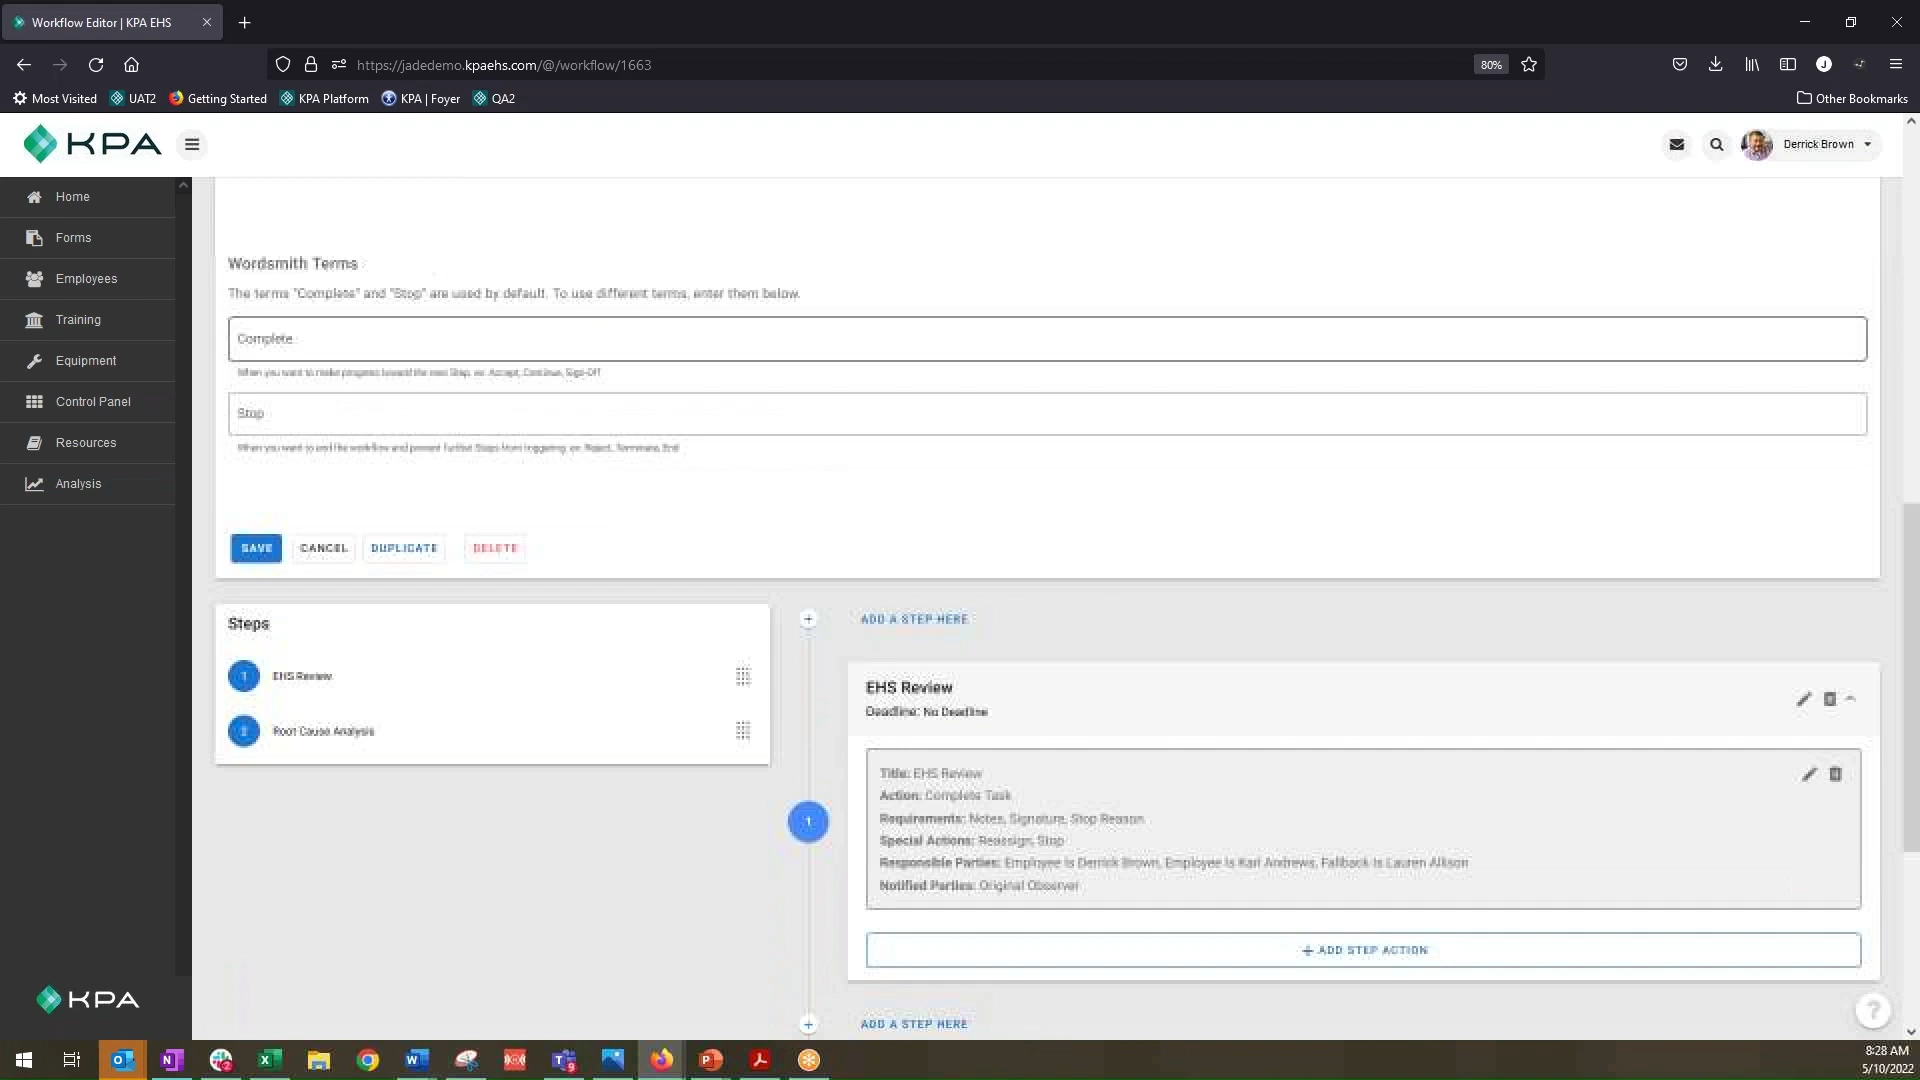 Workflow Editor | KPA EHS
https://jadedemo.kpaehs.com/@/workflow/1663
80%
Most Visited
UAT2
Getting Started
KPA Platform
KPA | Foyer
QA2
Other Bookmarks
KPA
Derrick Brown
Home
Forms
Employees
Training
Equipment
Control Panel
Resources
Analysis
KPA
Wordsmith Terms
The terms "Complete" and "Stop" are used by default. To use different terms, enter them below.
Complete
When you want to make progress toward the next Step, ex: Accept, Continue, Sign-Off
Stop
When you want to end the workflow and prevent further Steps from triggering, ex: Reject, Terminate, End
SAVE
CANCEL
DUPLICATE
DELETE
Steps
1
EHS Review
2
Root Cause Analysis
ADD A STEP HERE
EHS Review
Deadline: No Deadline
1
Title: EHS Review
Action: Complete Task
Requirements: Notes, Signature, Stop Reason
Special Actions: Reassign, Stop
Responsible Parties: Employee Is Derrick Brown, Employee Is Karl Andrews, Fallback Is Lauren Allison
Notified Parties: Original Observer
+ ADD STEP ACTION
ADD A STEP HERE
8:28 AM
5/10/2022